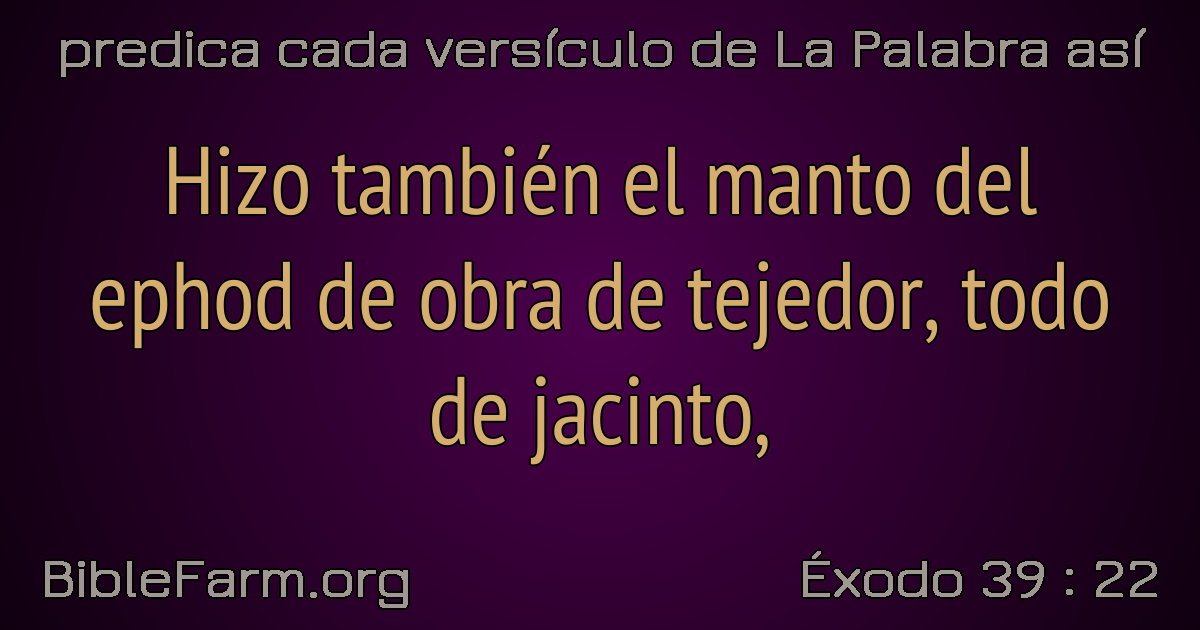 predica cada versículo de La Palabra así
Hizo también el manto del
ephod de obra de tejedor, todo
de jacinto,
BibleFarm.org
Éxodo 39 : 22